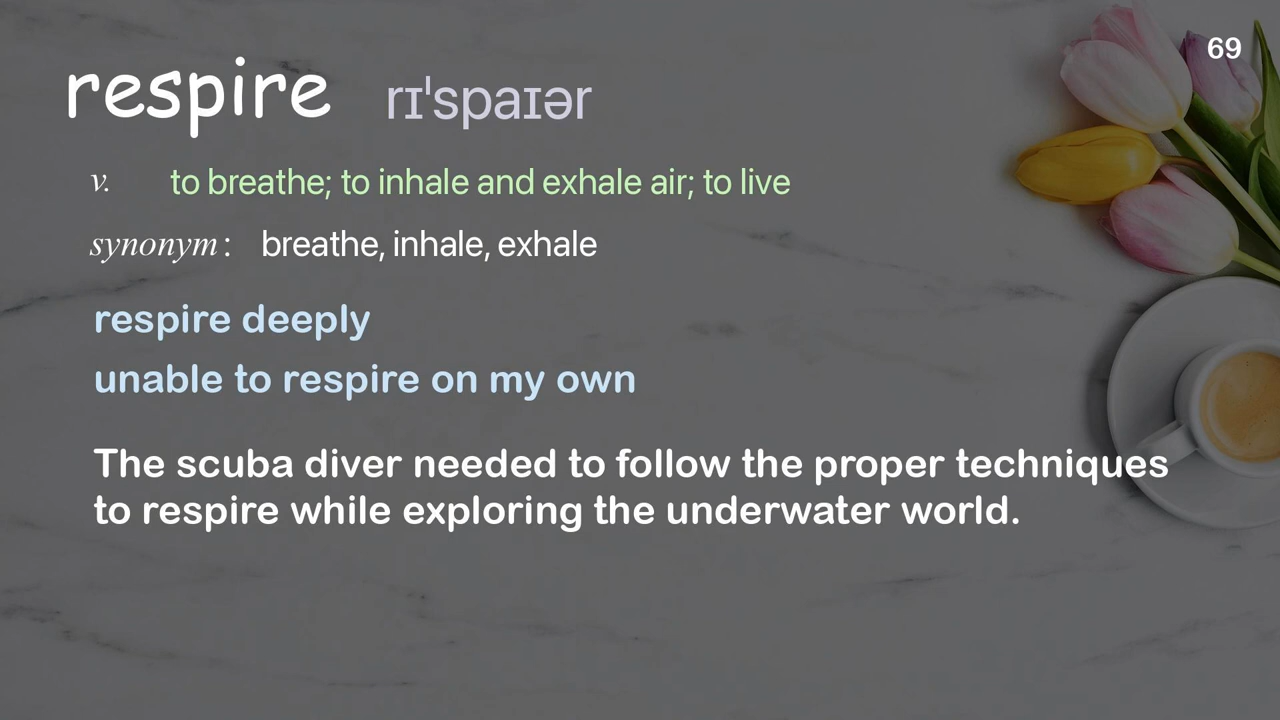 69
respire rɪˈspaɪər
v. to breathe; to inhale and exhale air; to live
synonym: breathe, inhale, exhale
respire deeply
unable to respire on my own
The scuba diver needed to follow the proper techniques
to respire while exploring the underwater world.